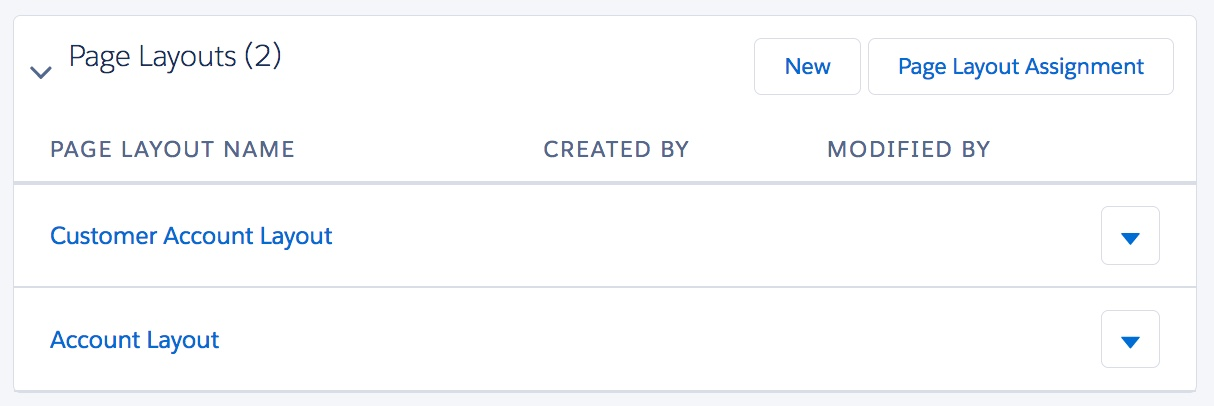 Page Layouts (2)
New
Page Layout Assignment
PAGE LAYOUT NAME
CREATED BY
MODIFIED BY
Customer Account Layout
Account Layout